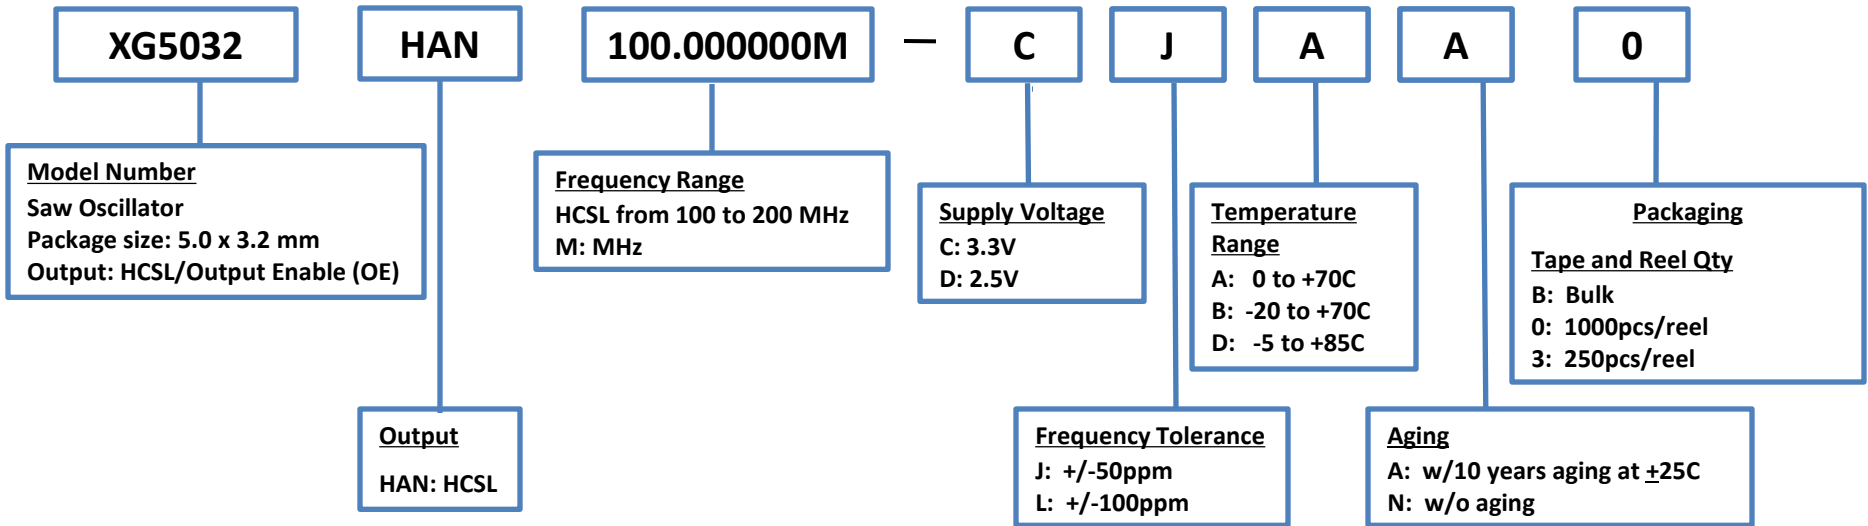 XG5032
HAN
100.000000M
—
C
J
A
A
0
Model Number
Saw Oscillator
Package size: 5.0 x 3.2 mm
Output: HCSL/Output Enable (OE)
Output
HAN: HCSL
Frequency Range
HCSL from 100 to 200 MHz
M: MHz
Supply Voltage
C: 3.3V
D: 2.5V
Frequency Tolerance
J: +/-50ppm
L: +/-100ppm
Temperature
Range
A: 0 to +70C
B: -20 to +70C
D: -5 to +85C
Aging
A: w/10 years aging at ±25C
N: w/o aging
Packaging
Tape and Reel Qty
B: Bulk
0: 1000pcs/reel
3: 250pcs/reel